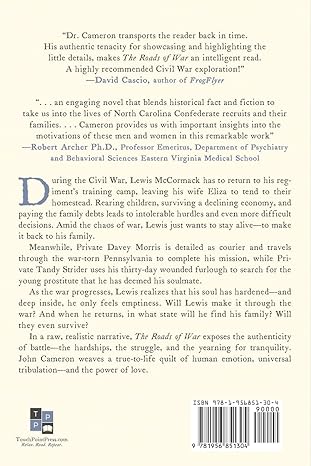 "Dr. Cameron transports the reader back in time.
His authentic tenacity for showcasing and highlighting the
little details, makes The Roads of War an intelligent read.
A highly recommended Civil War exploration!"
—David Cascio, author of FrogFlyer
". . . an engaging novel that blends historical fact and fiction to
take us into the lives of North Carolina Confederate recruits and their
families. . . . Cameron provides us with important insights into the
motivations of these men and women in this remarkable work"
—Robert Archer Ph.D., Professor Emeritus, Department of Psychiatry
and Behavioral Sciences Eastern Virginia Medical School
During the Civil War, Lewis McCormack has to return to his reg-
iment's training camp, leaving his wife Eliza to tend to their
homestead. Rearing children, surviving a declining economy, and
paying the family debts leads to intolerable hurdles and even more difficult
decisions. Amid the chaos of war, Lewis just wants to stay alive—to make
it back to his family.
Meanwhile, Private Davey Morris is detailed as courier and travels
through the war-torn Pennsylvania to complete his mission, while Pri-
vate Tandy Strider uses his thirty-day wounded furlough to search for the
young prostitute that he has deemed his soulmate.
As the war progresses, Lewis realizes that his soul has hardened—and
deep inside, he only feels emptiness. Will Lewis make it through the
war? And when he returns, in what state will he find his family? Will
they even survive?
In a raw, realistic narrative, The Roads of War exposes the authenticity
of battle—the hardships, the struggle, and the yearning for tranquility.
John Cameron weaves a true-to-life quilt of human emotion, universal
tribulation—and the power of love.
ISBN 978-1-956851-30-4
90000
9 781956 851304
T P
P P
TouchPointPress.com
Relax. Read. Repeat.